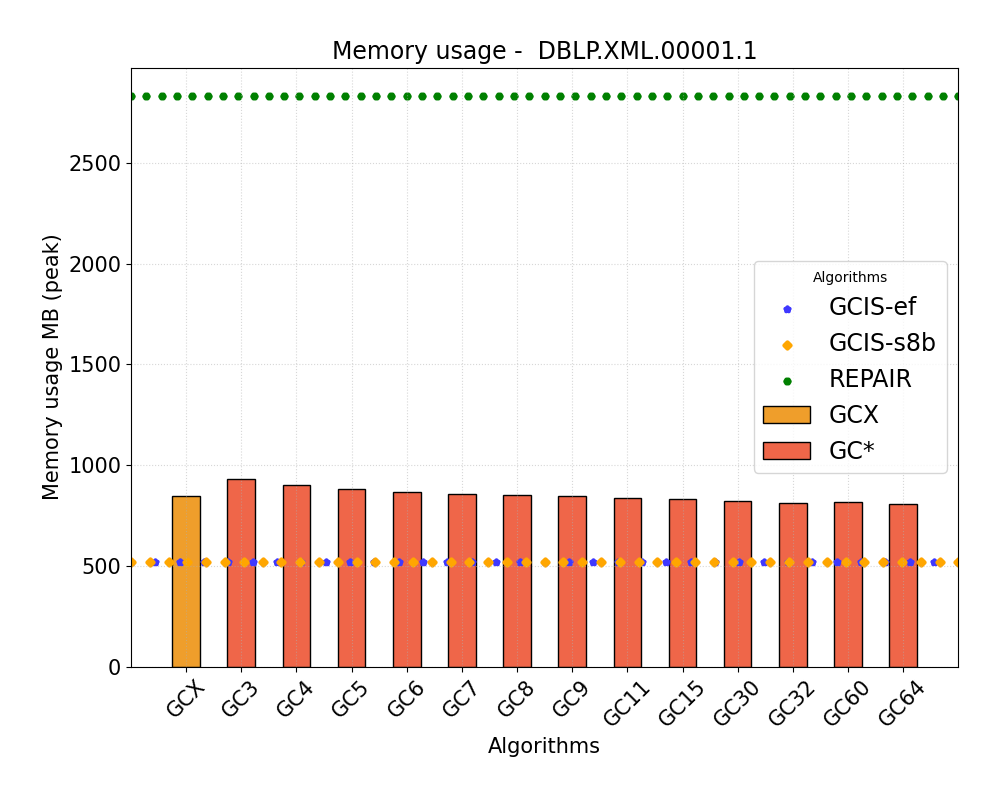 Memory usage -  DBLP.XML.00001.1
Memory usage MB (peak)
2500
2000
1500
1000
500
0
Algorithms
GCIS-ef
GCIS-s8b
REPAIR
GCX
GC*
GCX
GC3
GC4
GC5
GC6
GC7
GC8
GC9
GC11
GC15
GC30
GC32
GC60
GC64
Algorithms